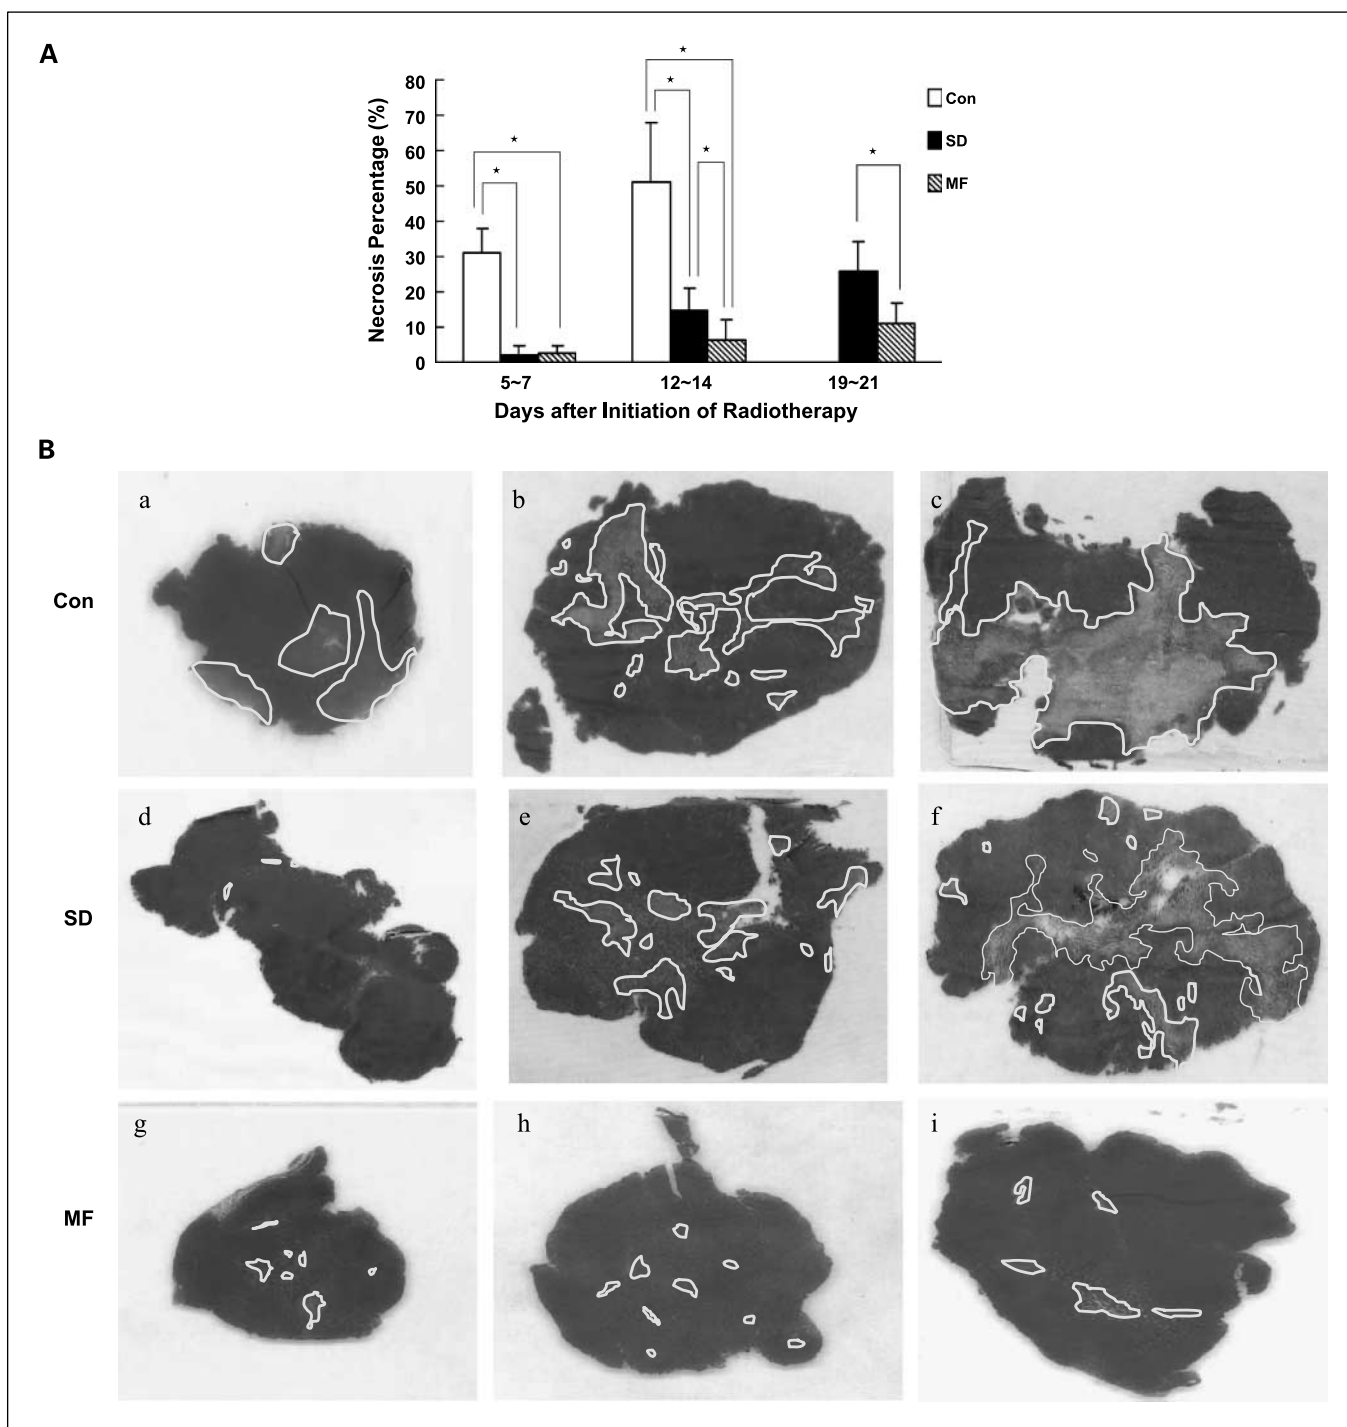 A
Necrosis Percentage (%)
80
70
60
50
40
30
20
10
0
5~7
12~14
19~21
Days after Initiation of Radiotherapy
Con
SD
MF
B
Con
a
b
c
SD
d
e
f
MF
g
h
i